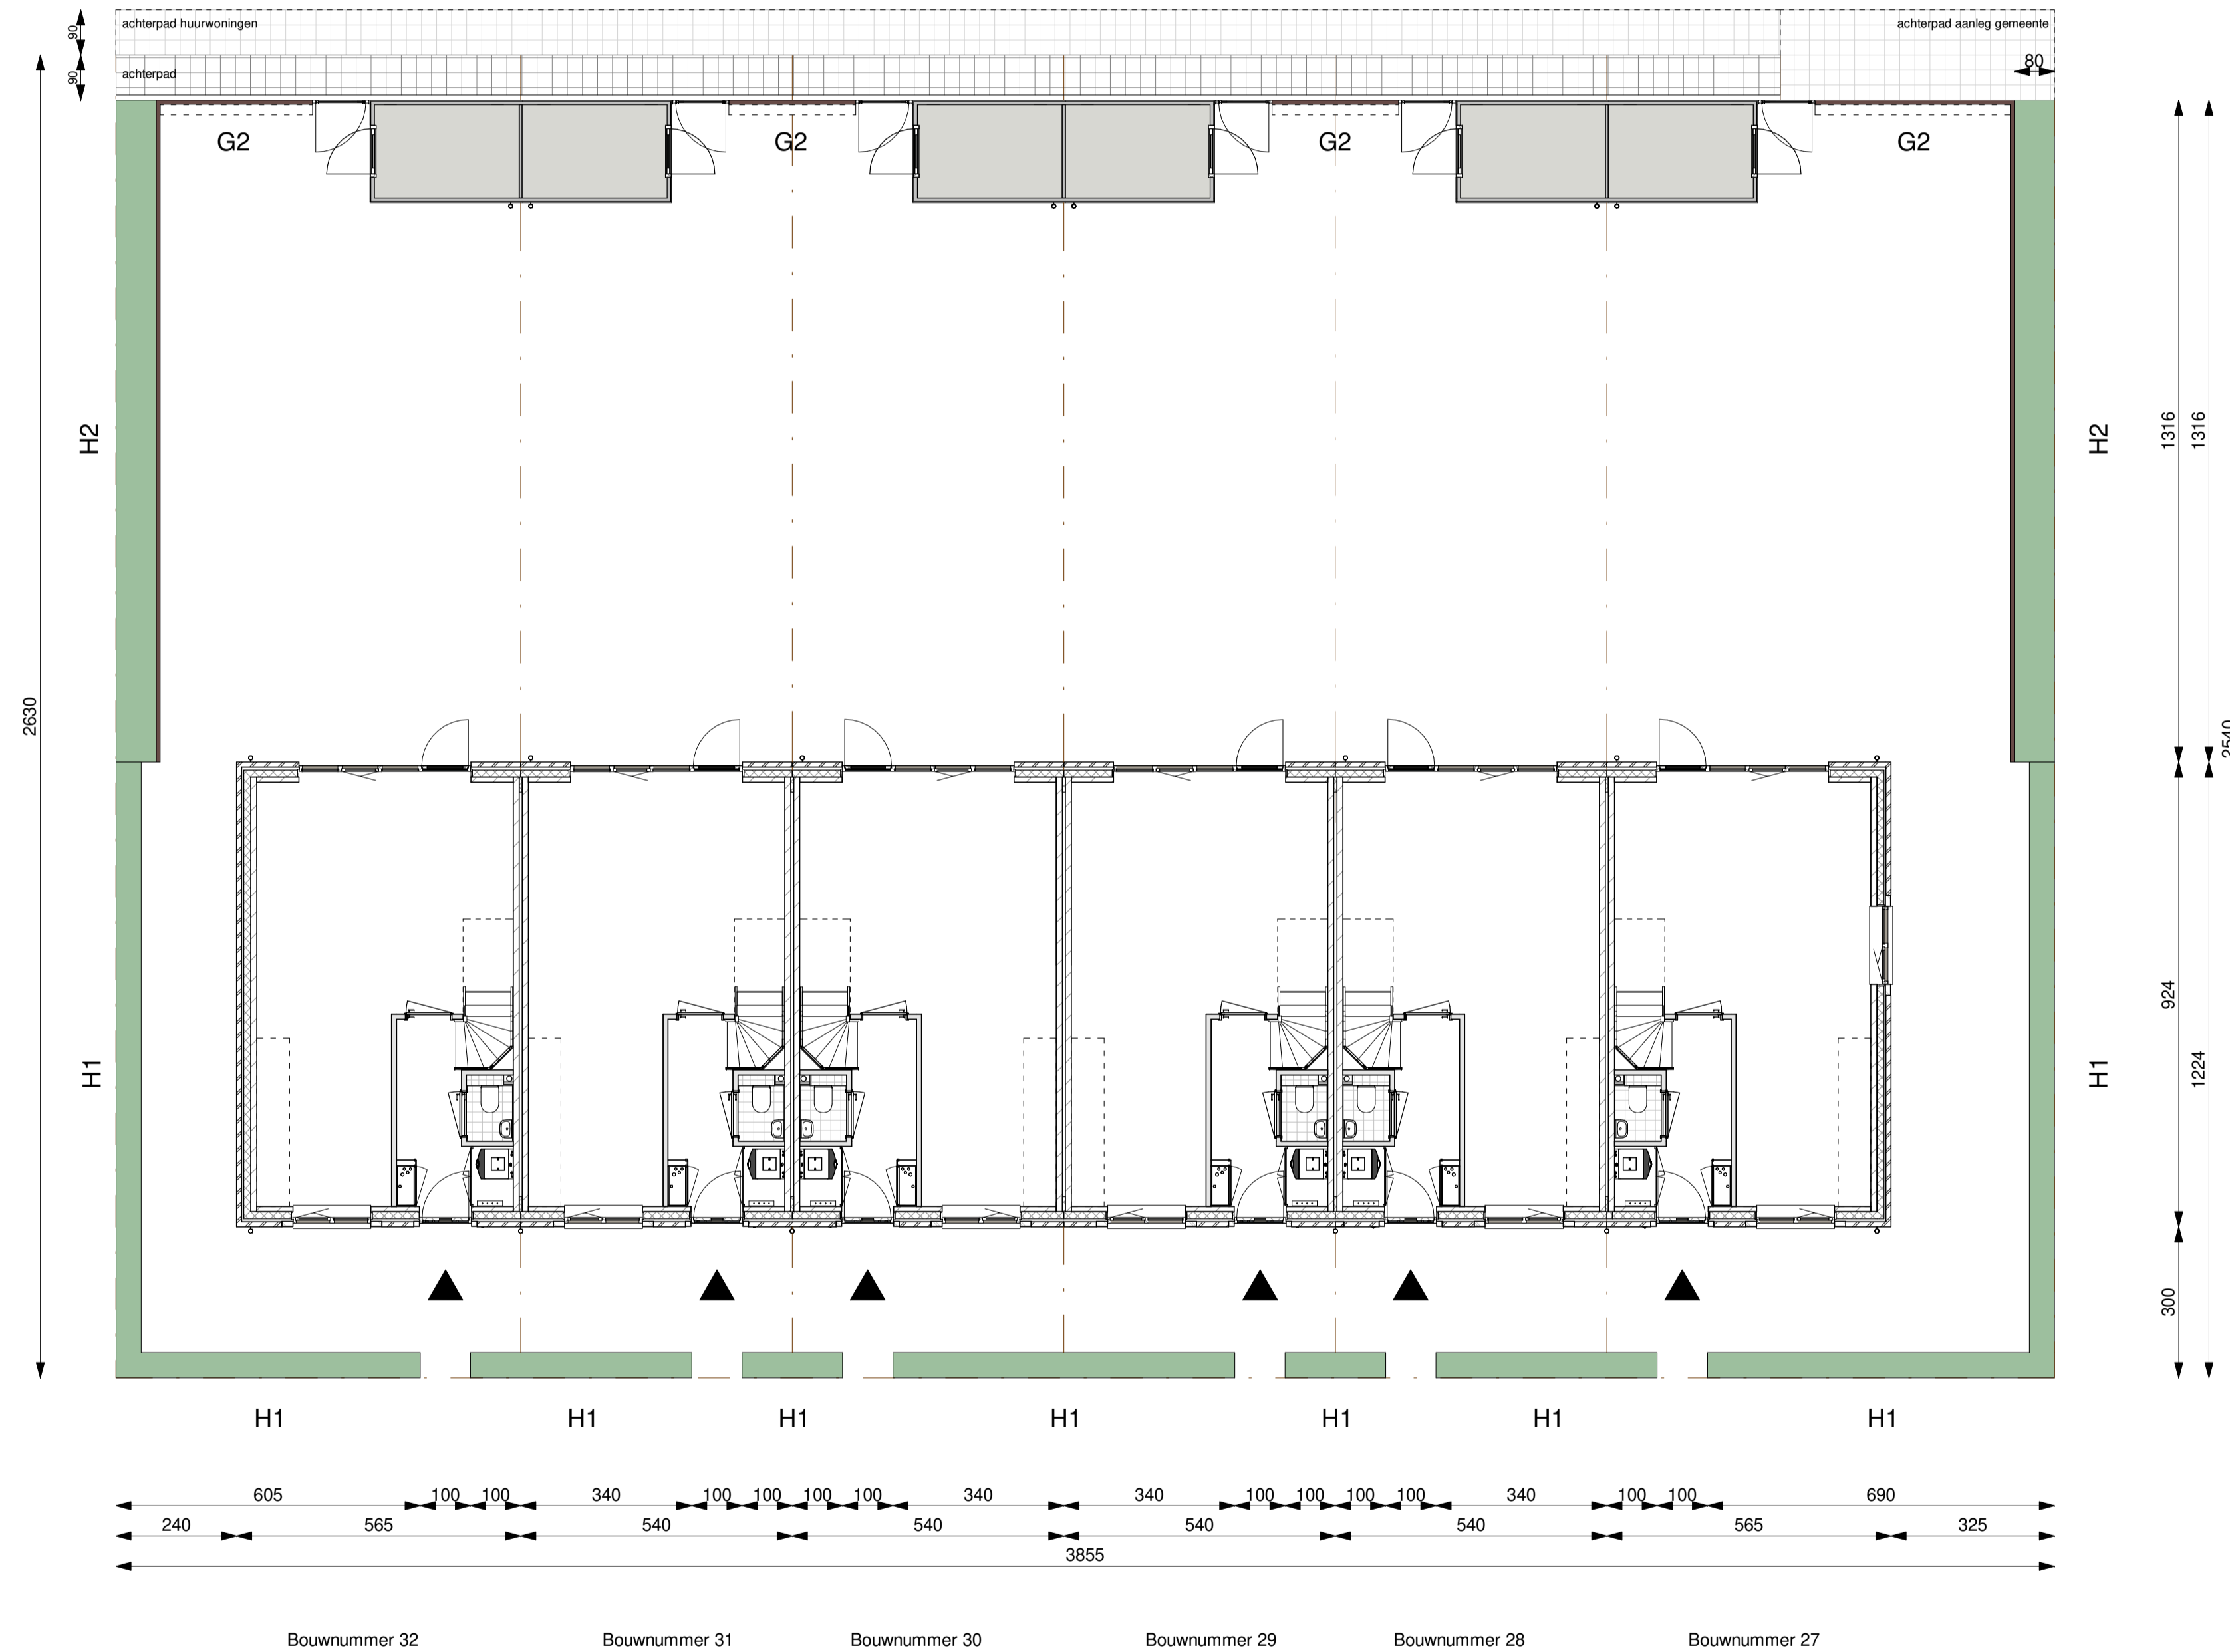 achterpad huurwoningen
achterpad aanleg gemeente
90
90
achterpad
80
G2
G2
G2
G2
H2
H2
1316
1316
2630
2540
924
1224
300
H1
H1
H1
H1
H1
H1
H1
H1
H1
605 100 100 340 100 100 100 100 340 340 100 100 100 100 340 100 100 690
240 565 540 540 540 540 565 325
3855
Bouwnummer 32 Bouwnummer 31 Bouwnummer 30 Bouwnummer 29 Bouwnummer 28 Bouwnummer 27